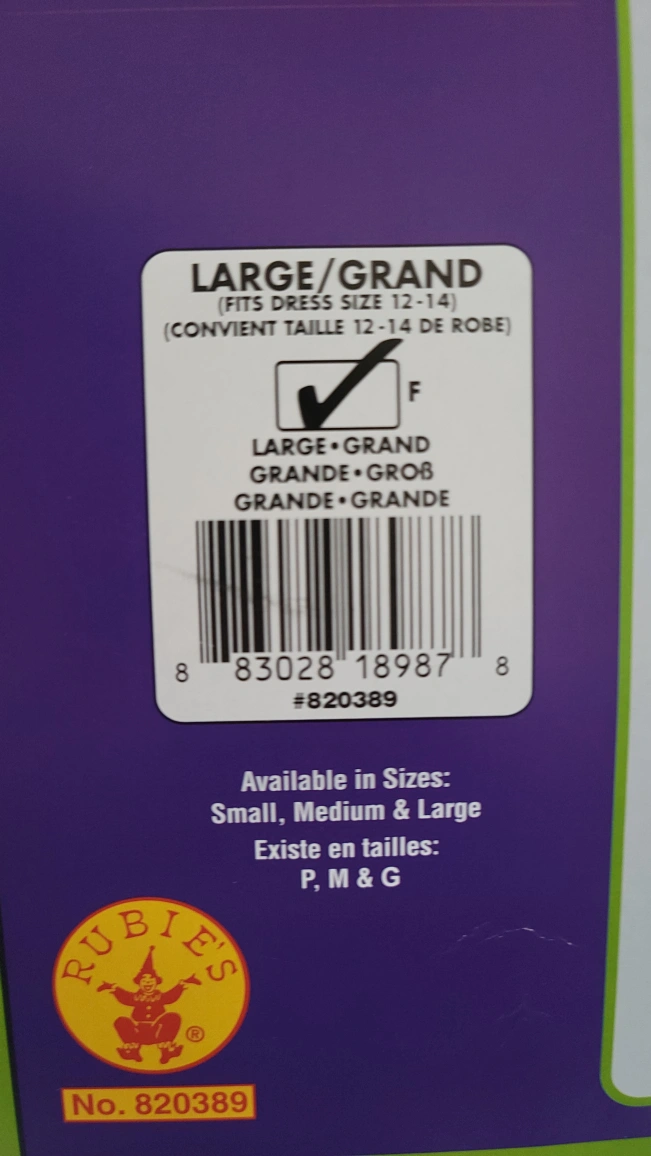 LARGE/GRAND
(FITS DRESS SIZE 12-14)
(CONVIENT TAILLE 12-14 DE ROBE)
F
LARGE•GRAND
GRANDE•GROß
GRANDE•GRANDE
8 83028 18987 8
#820389
Available in Sizes:
Small, Medium & Large
Existe en tailles:
P, M & G
RUBIE'S
®
No. 820389